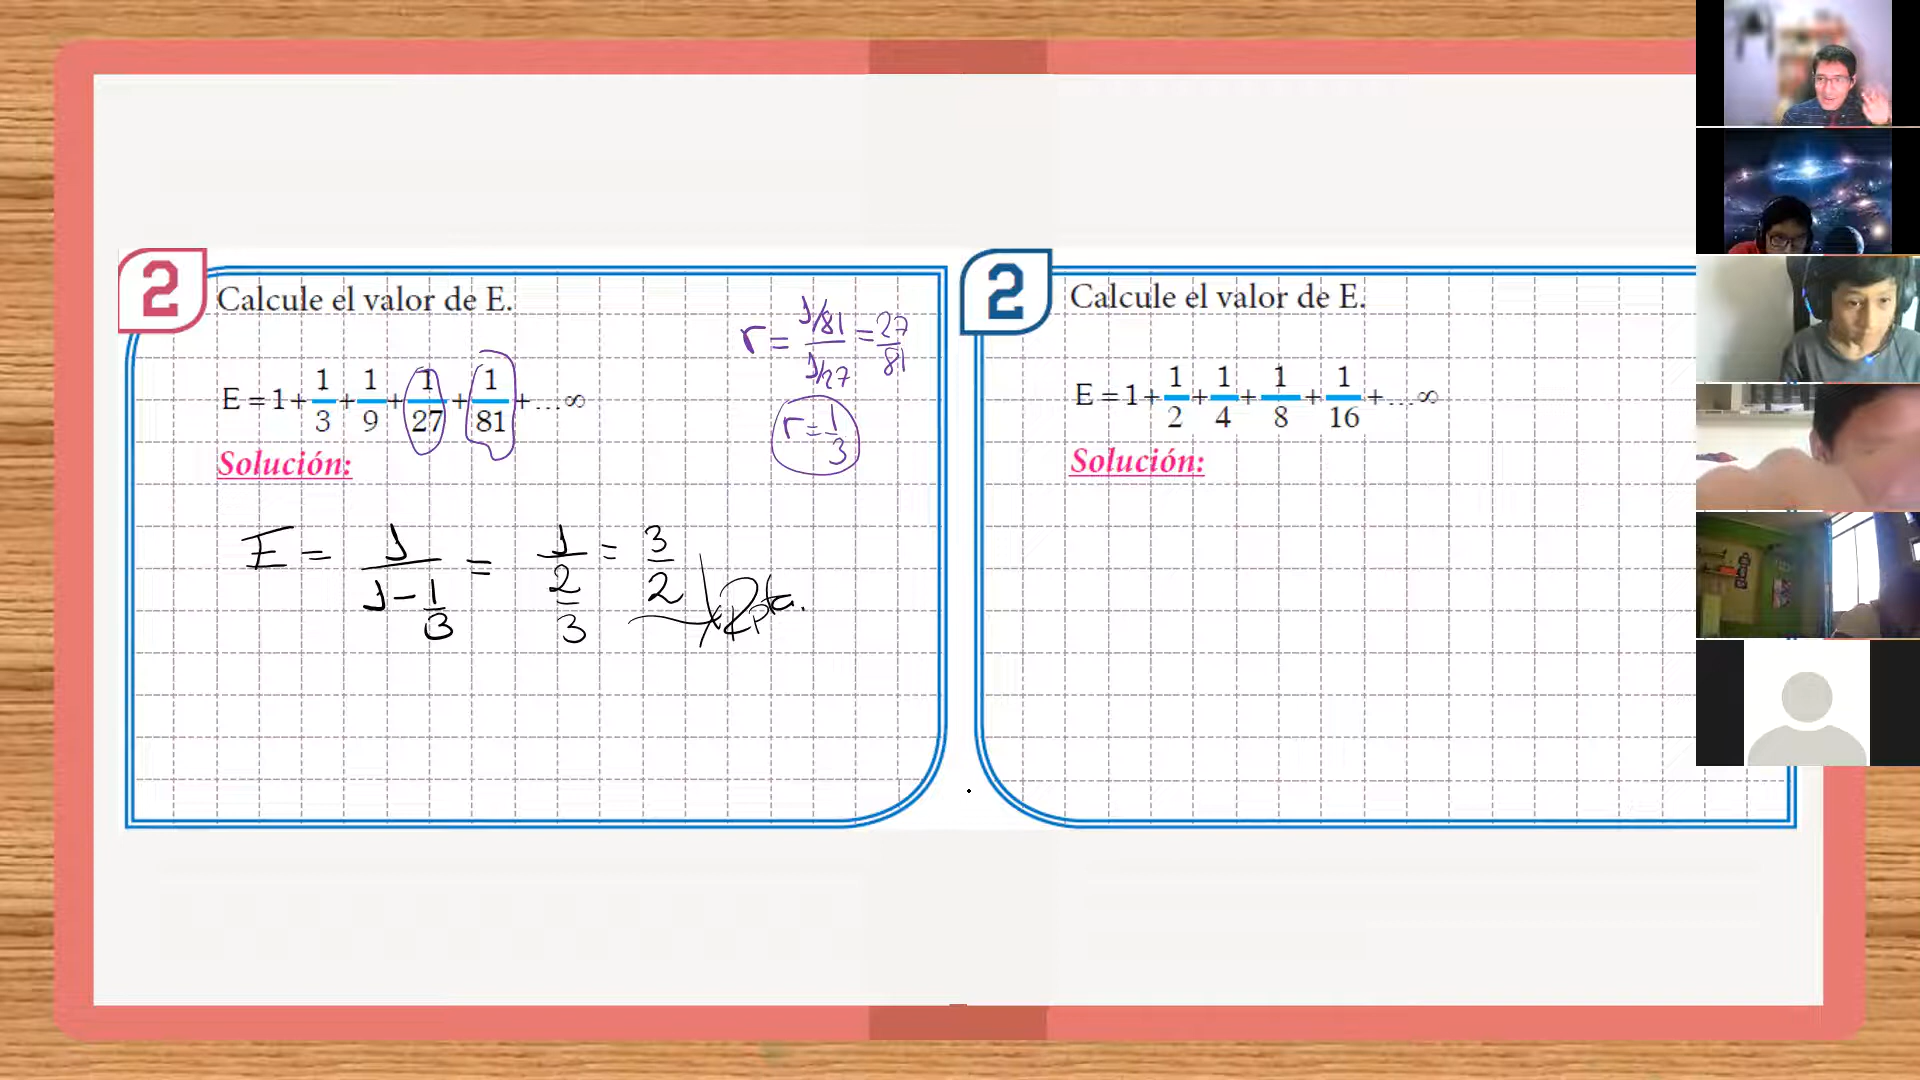 2
Calcule el valor de E.
E = 1 + 1/3 + 1/9 + 1/27 + 1/81 + ...∞
r = (1/81)/(1/27) = 27/81
r = 1/3
Solución:
E = 1/(1 - 1/3) = 1/(2/3) = 3/2 Rpta.
2
Calcule el valor de E.
E = 1 + 1/2 + 1/4 + 1/8 + 1/16 + ...∞
Solución: